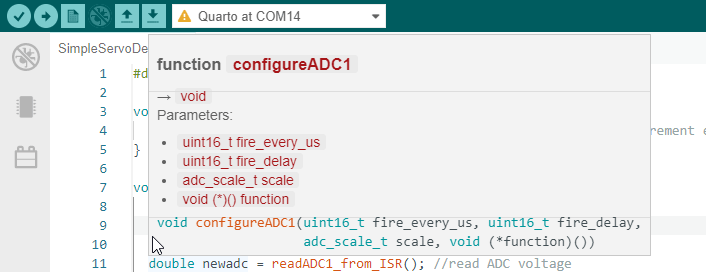 Quarto at COM14
SimpleServoDe
function configureADC1
1 #d
→ void
2
Parameters:
3 vo
uint16_t fire_every_us
4 rement e
uint16_t fire_delay
5 }
adc_scale_t scale
6
void (*)() function
7 vo
8
void configureADC1(uint16_t fire_every_us, uint16_t fire_delay,
9
adc_scale_t scale, void (*function)())
10
11 double newadc = readADC1_from_ISR(); //read ADC voltage